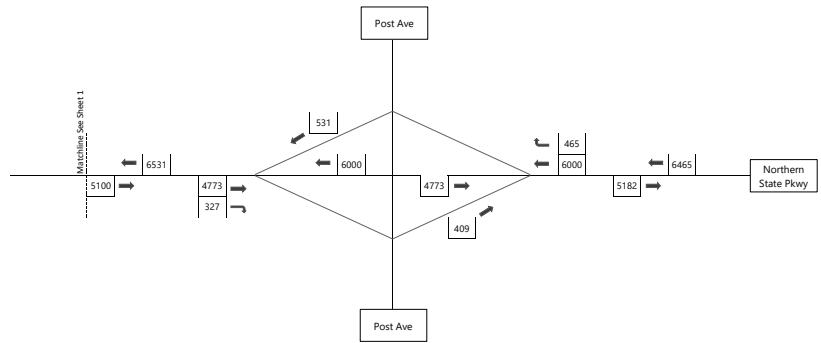 Post Ave
Matchline See Sheet 1
531
465
6531
6000
6000
6465
5100
4773
4773
5182
327
409
Northern
State Pkwy
Post Ave